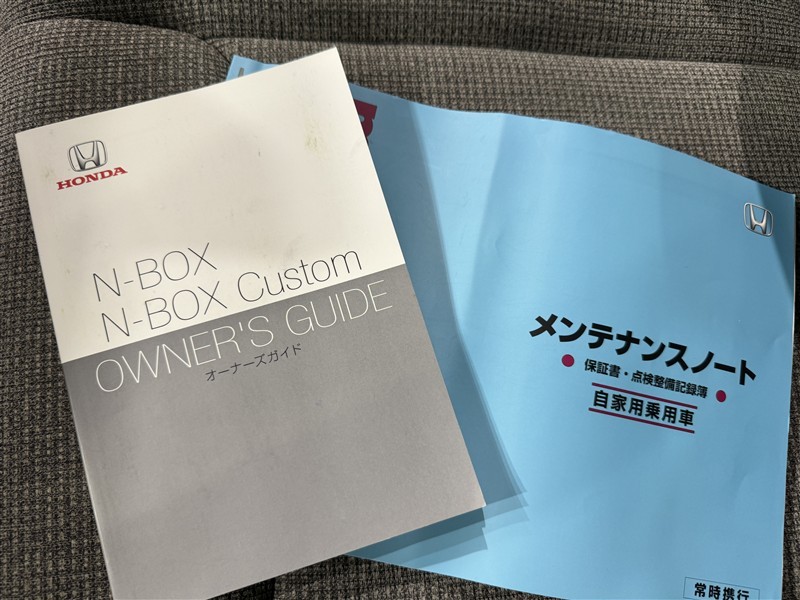 HONDA
N-BOX
N-BOX Custom
OWNER'S GUIDE
オーナーズガイド
メンテナンスノート
保証書・点検整備記録簿
自家用乗用車
常時携行